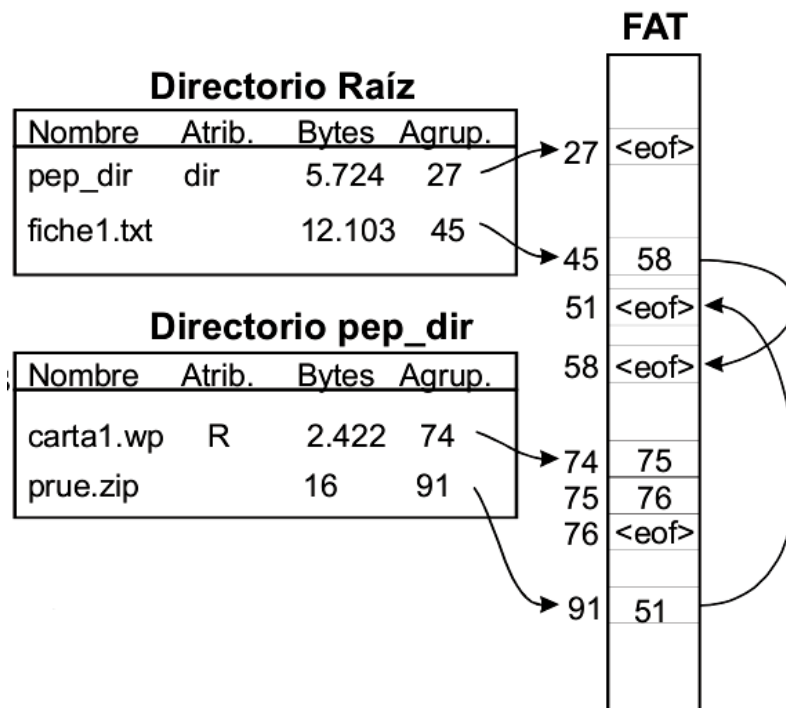 FAT
Directorio Raíz
Nombre Atrib. Bytes Agrup.
pep_dir dir 5.724 27
fiche1.txt 12.103 45
27 <eof>
45 58
51 <eof>
58 <eof>
Directorio pep_dir
Nombre Atrib. Bytes Agrup.
carta1.wp R 2.422 74
prue.zip 16 91
74 75
75 76
76 <eof>
91 51